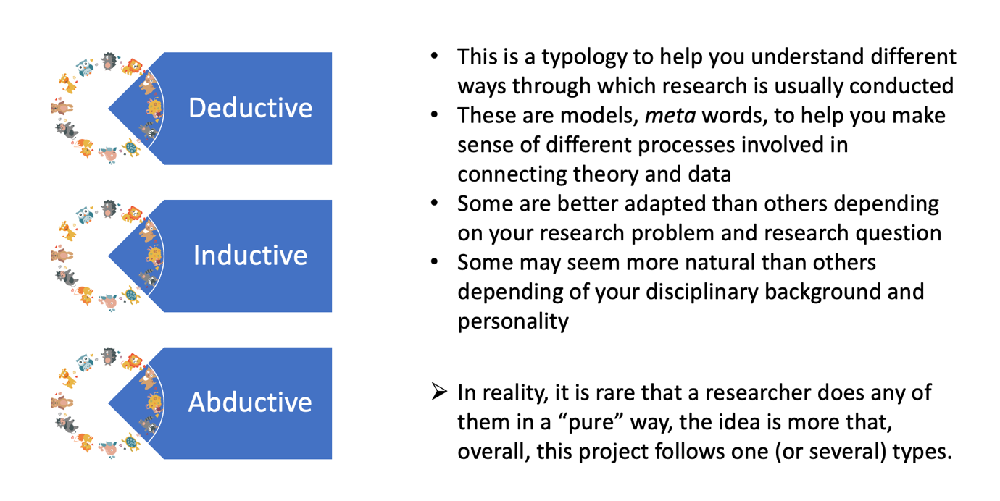 Deductive
Inductive
Abductive
• This is a typology to help you understand different
ways through which research is usually conducted
• These are models, meta words, to help you make
sense of different processes involved in
connecting theory and data
• Some are better adapted than others depending
on your research problem and research question
• Some may seem more natural than others
depending of your disciplinary background and
personality
➢ In reality, it is rare that a researcher does any of
them in a “pure” way, the idea is more that,
overall, this project follows one (or several) types.